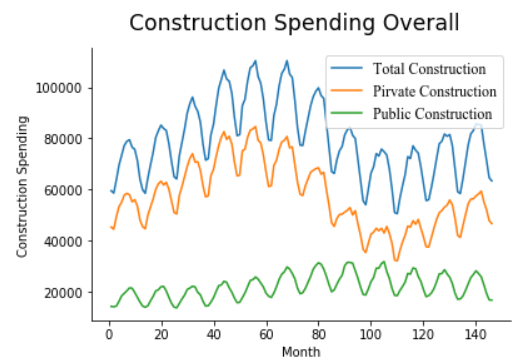 Construction Spending Overall
Total Construction
Pirvate Construction
Public Construction
Construction Spending
100000
80000
60000
40000
20000
0 20 40 60 80 100 120 140
Month